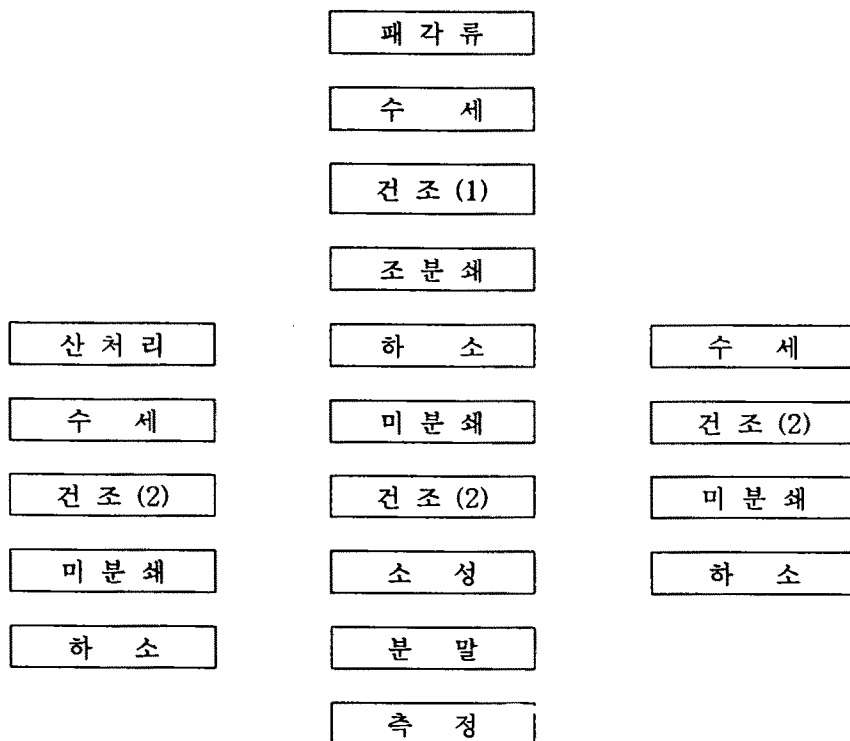 패 각 류
수 세
건 조 (1)
조 분 쇄
산 처 리
하 소
수 세
수 세
미 분 쇄
건 조 (2)
건 조 (2)
건 조 (2)
미 분 쇄
미 분 쇄
소 성
하 소
하 소
분 말
측 정